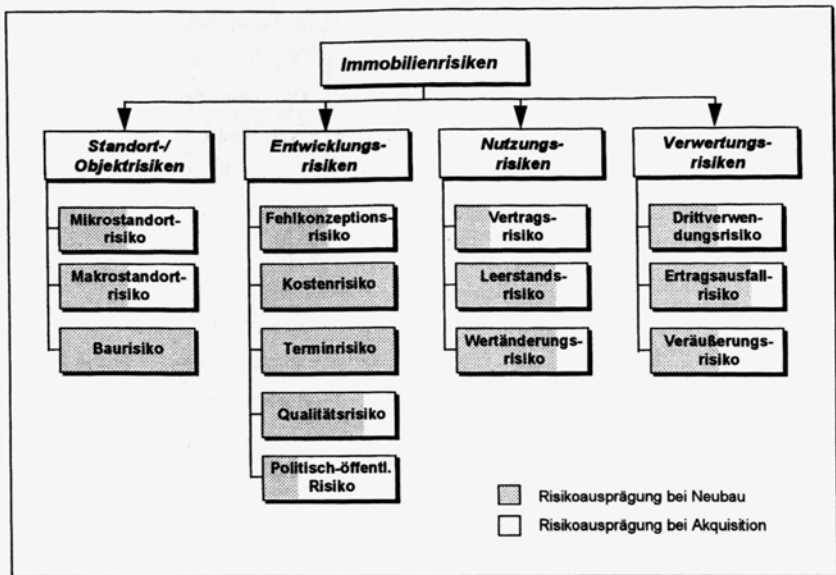 Immobilienrisiken
Standort-/
Objektrisiken
Mikrostandort-
risiko
Makrostandort-
risiko
Baurisiko
Entwicklungs-
risiken
Fehlkonzeptions-
risiko
Kostenrisiko
Terminrisiko
Qualitätsrisiko
Politisch-öffentl.
Risiko
Nutzungs-
risiken
Vertrags-
risiko
Leerstands-
risiko
Wertänderungs-
risiko
Verwertungs-
risiken
Drittverwen-
dungsrisiko
Ertragsausfall-
risiko
Veräußerungs-
risiko
Risikoausprägung bei Neubau
Risikoausprägung bei Akquisition